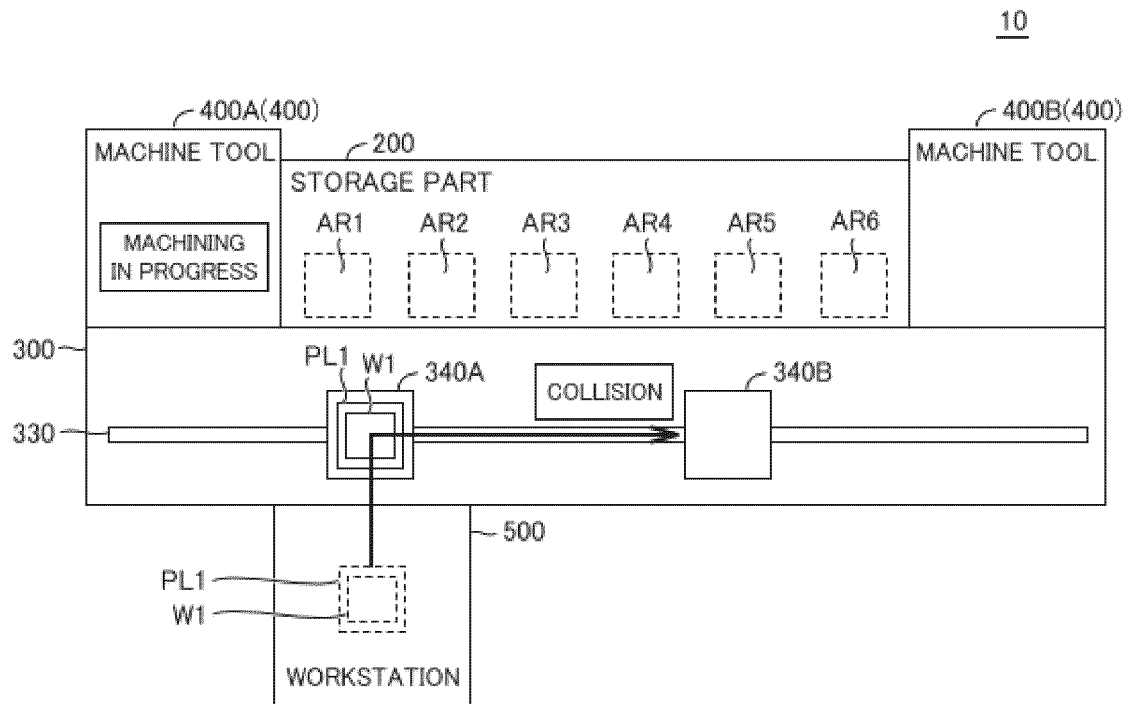 10
400A(400)
400B(400)
MACHINE TOOL
200
MACHINE TOOL
STORAGE PART
AR1
AR2
AR3
AR4
AR5
AR6
MACHINING
IN PROGRESS
300
PL1
W1
340A
COLLISION
340B
330
500
PL1
W1
WORKSTATION